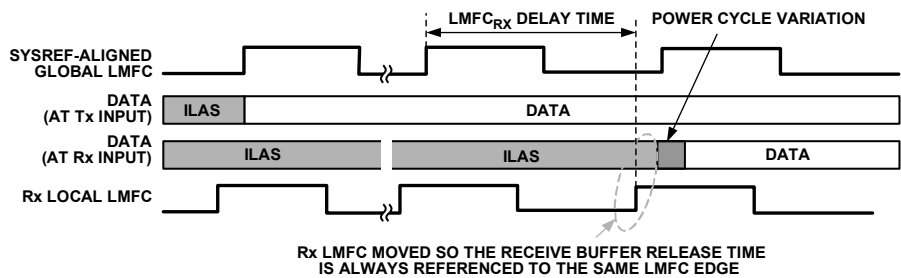 LMFCRX DELAY TIME
POWER CYCLE VARIATION
SYSREF-ALIGNED
GLOBAL LMFC
DATA
(AT Tx INPUT)
ILAS
DATA
DATA
(AT Rx INPUT)
ILAS
ILAS
DATA
Rx LOCAL LMFC
Rx LMFC MOVED SO THE RECEIVE BUFFER RELEASE TIME
IS ALWAYS REFERENCED TO THE SAME LMFC EDGE